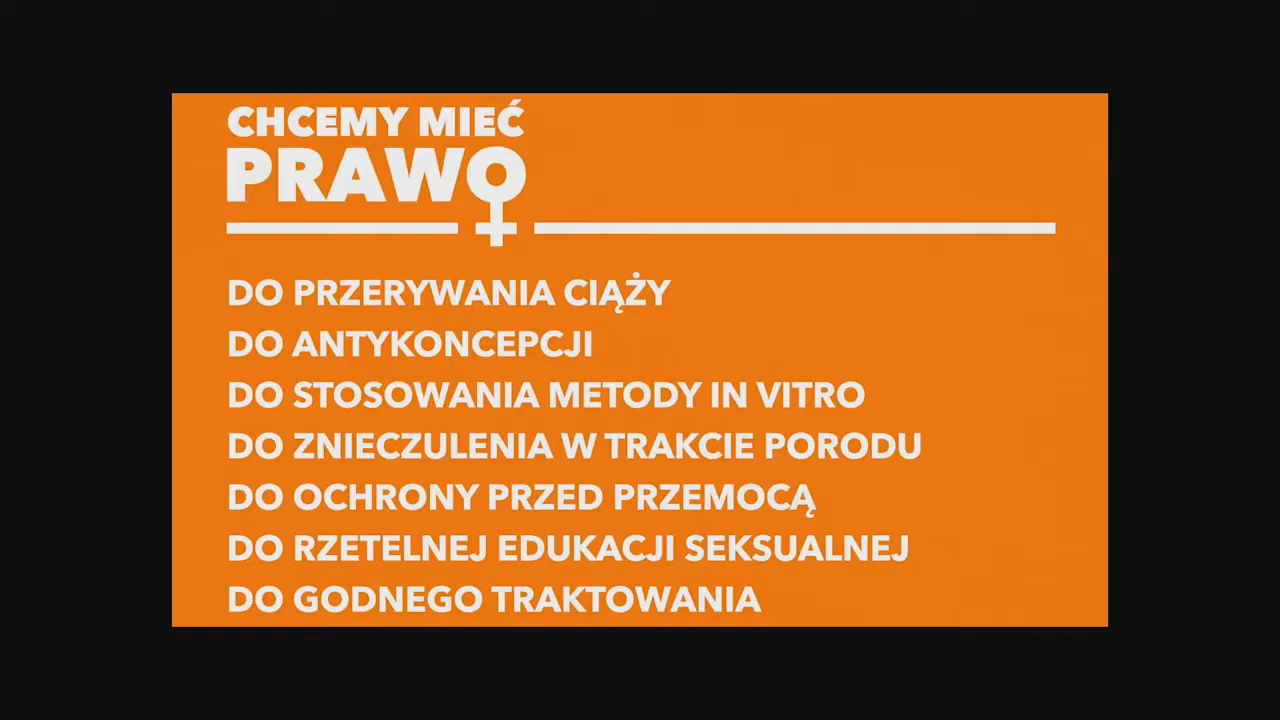 CHCEMY MIEĆ
PRAWO
DO PRZERYWANIA CIĄŻY
DO ANTYKONCEPCJI
DO STOSOWANIA METODY IN VITRO
DO ZNIECZULENIA W TRAKCIE PORODU
DO OCHRONY PRZED PRZEMOCĄ
DO RZETELNEJ EDUKACJI SEKSUALNEJ
DO GODNEGO TRAKTOWANIA